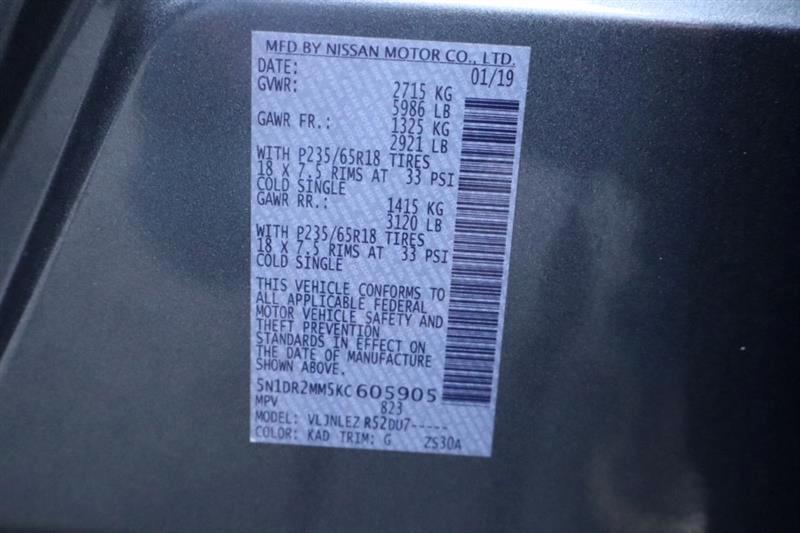 MFD BY NISSAN MOTOR CO., LTD.
DATE: 01/19
GVWR: 2715 KG
5986 LB
GAWR FR.: 1325 KG
2921 LB
WITH P235/65R18 TIRES
18 X 7.5 RIMS AT 33 PSI
COLD SINGLE
GAWR RR.: 1415 KG
3120 LB
WITH P235/65R18 TIRES
18 X 7.5 RIMS AT 33 PSI
COLD SINGLE
THIS VEHICLE CONFORMS TO
ALL APPLICABLE FEDERAL
MOTOR VEHICLE SAFETY AND
THEFT PREVENTION
STANDARDS IN EFFECT ON
THE DATE OF MANUFACTURE
SHOWN ABOVE.
5N1DR2MM5KC605905
MPV 823
MODEL: VLJNLEZ R52DU7-----
COLOR: KAD TRIM: G ZS30A